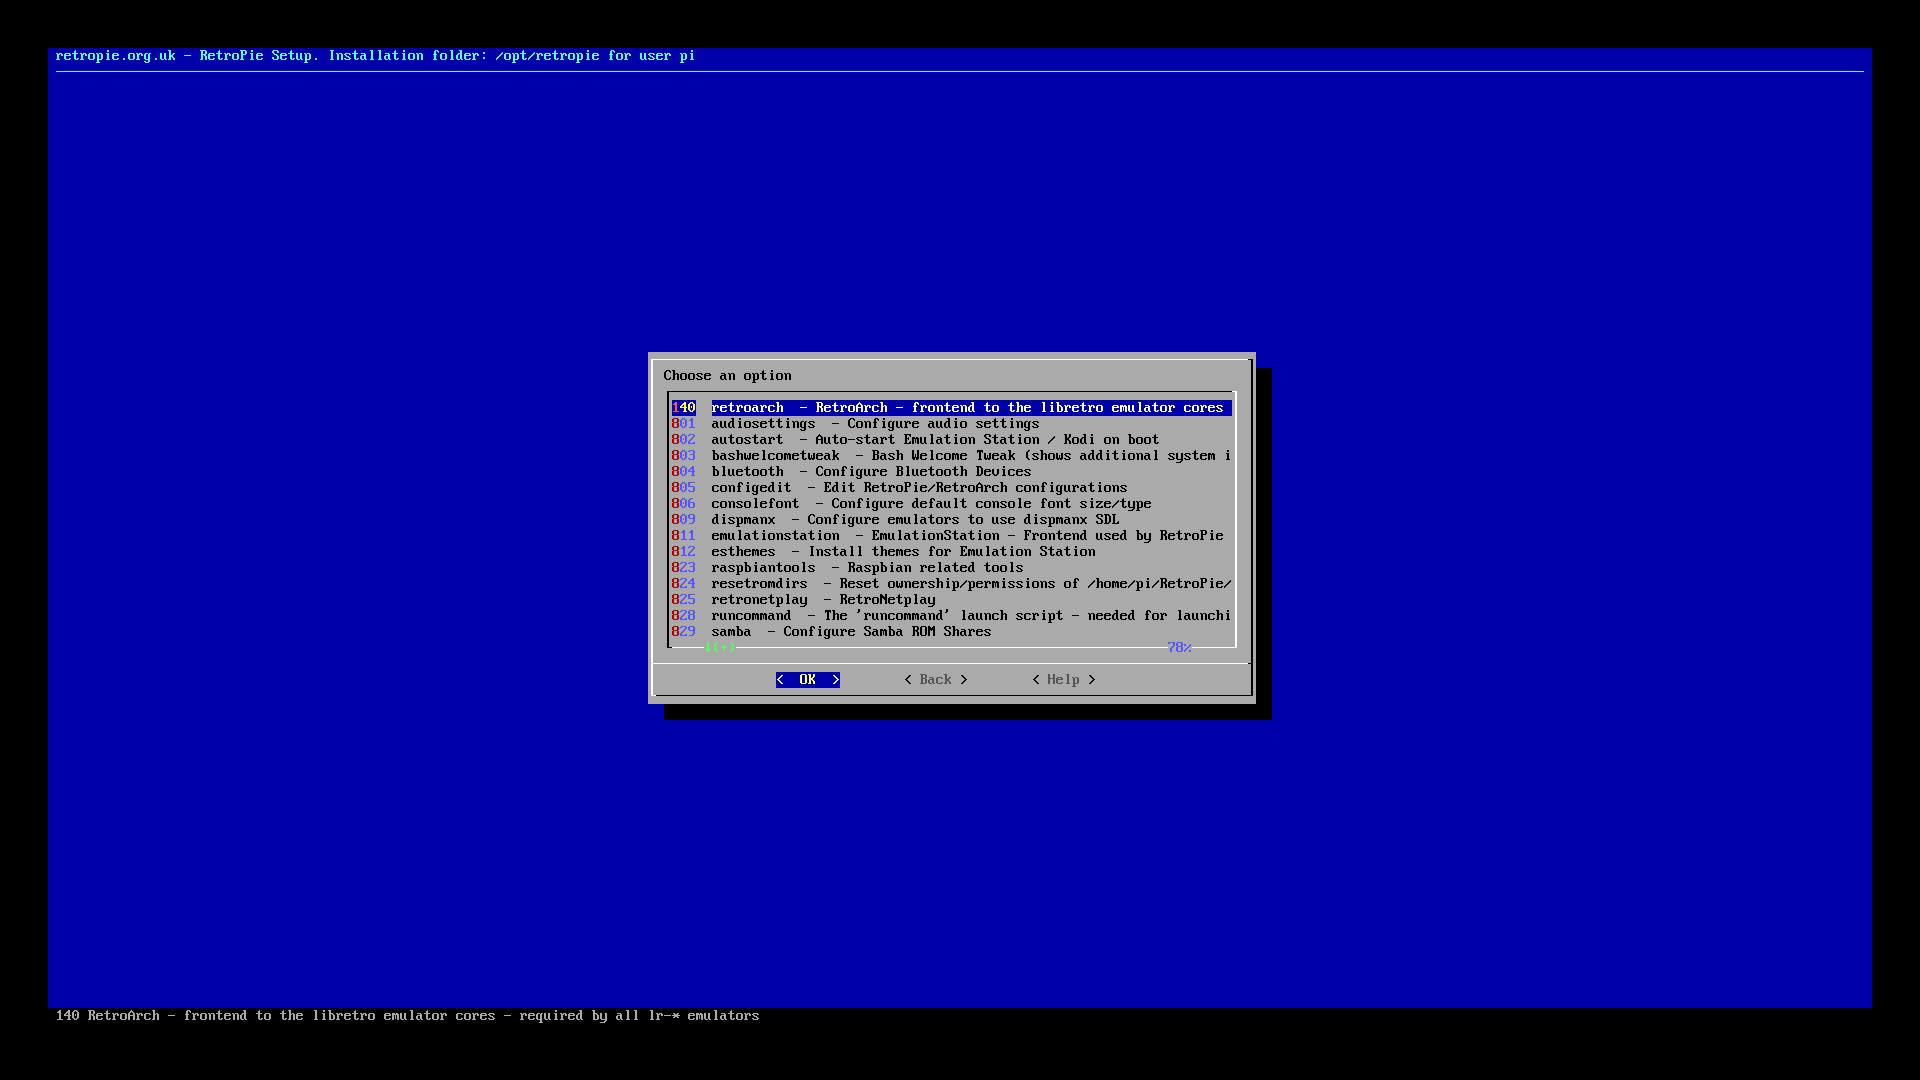 retropie.org.uk - RetroPie Setup. Installation folder: /opt/retropie for user pi
Choose an option
140 retroarch - RetroArch - frontend to the libretro emulator cores
801 audiosettings - Configure audio settings
802 autostart - Auto-start Emulation Station / Kodi on boot
803 bashwelcometweak - Bash Welcome Tweak (shows additional system i
804 bluetooth - Configure Bluetooth Devices
805 configedit - Edit RetroPie/RetroArch configurations
806 consolefont - Configure default console font size/type
809 dispmanx - Configure emulators to use dispmanx SDL
811 emulationstation - EmulationStation - Frontend used by RetroPie
812 esthemes - Install themes for Emulation Station
823 raspbiantools - Raspbian related tools
824 resetromdirs - Reset ownership/permissions of /home/pi/RetroPie/
825 retronetplay - RetroNetplay
828 runcommand - The 'runcommand' launch script - needed for launchi
829 samba - Configure Samba ROM Shares
↓(+) 78%
< OK > < Back > < Help >
140 RetroArch - frontend to the libretro emulator cores - required by all lr-* emulators